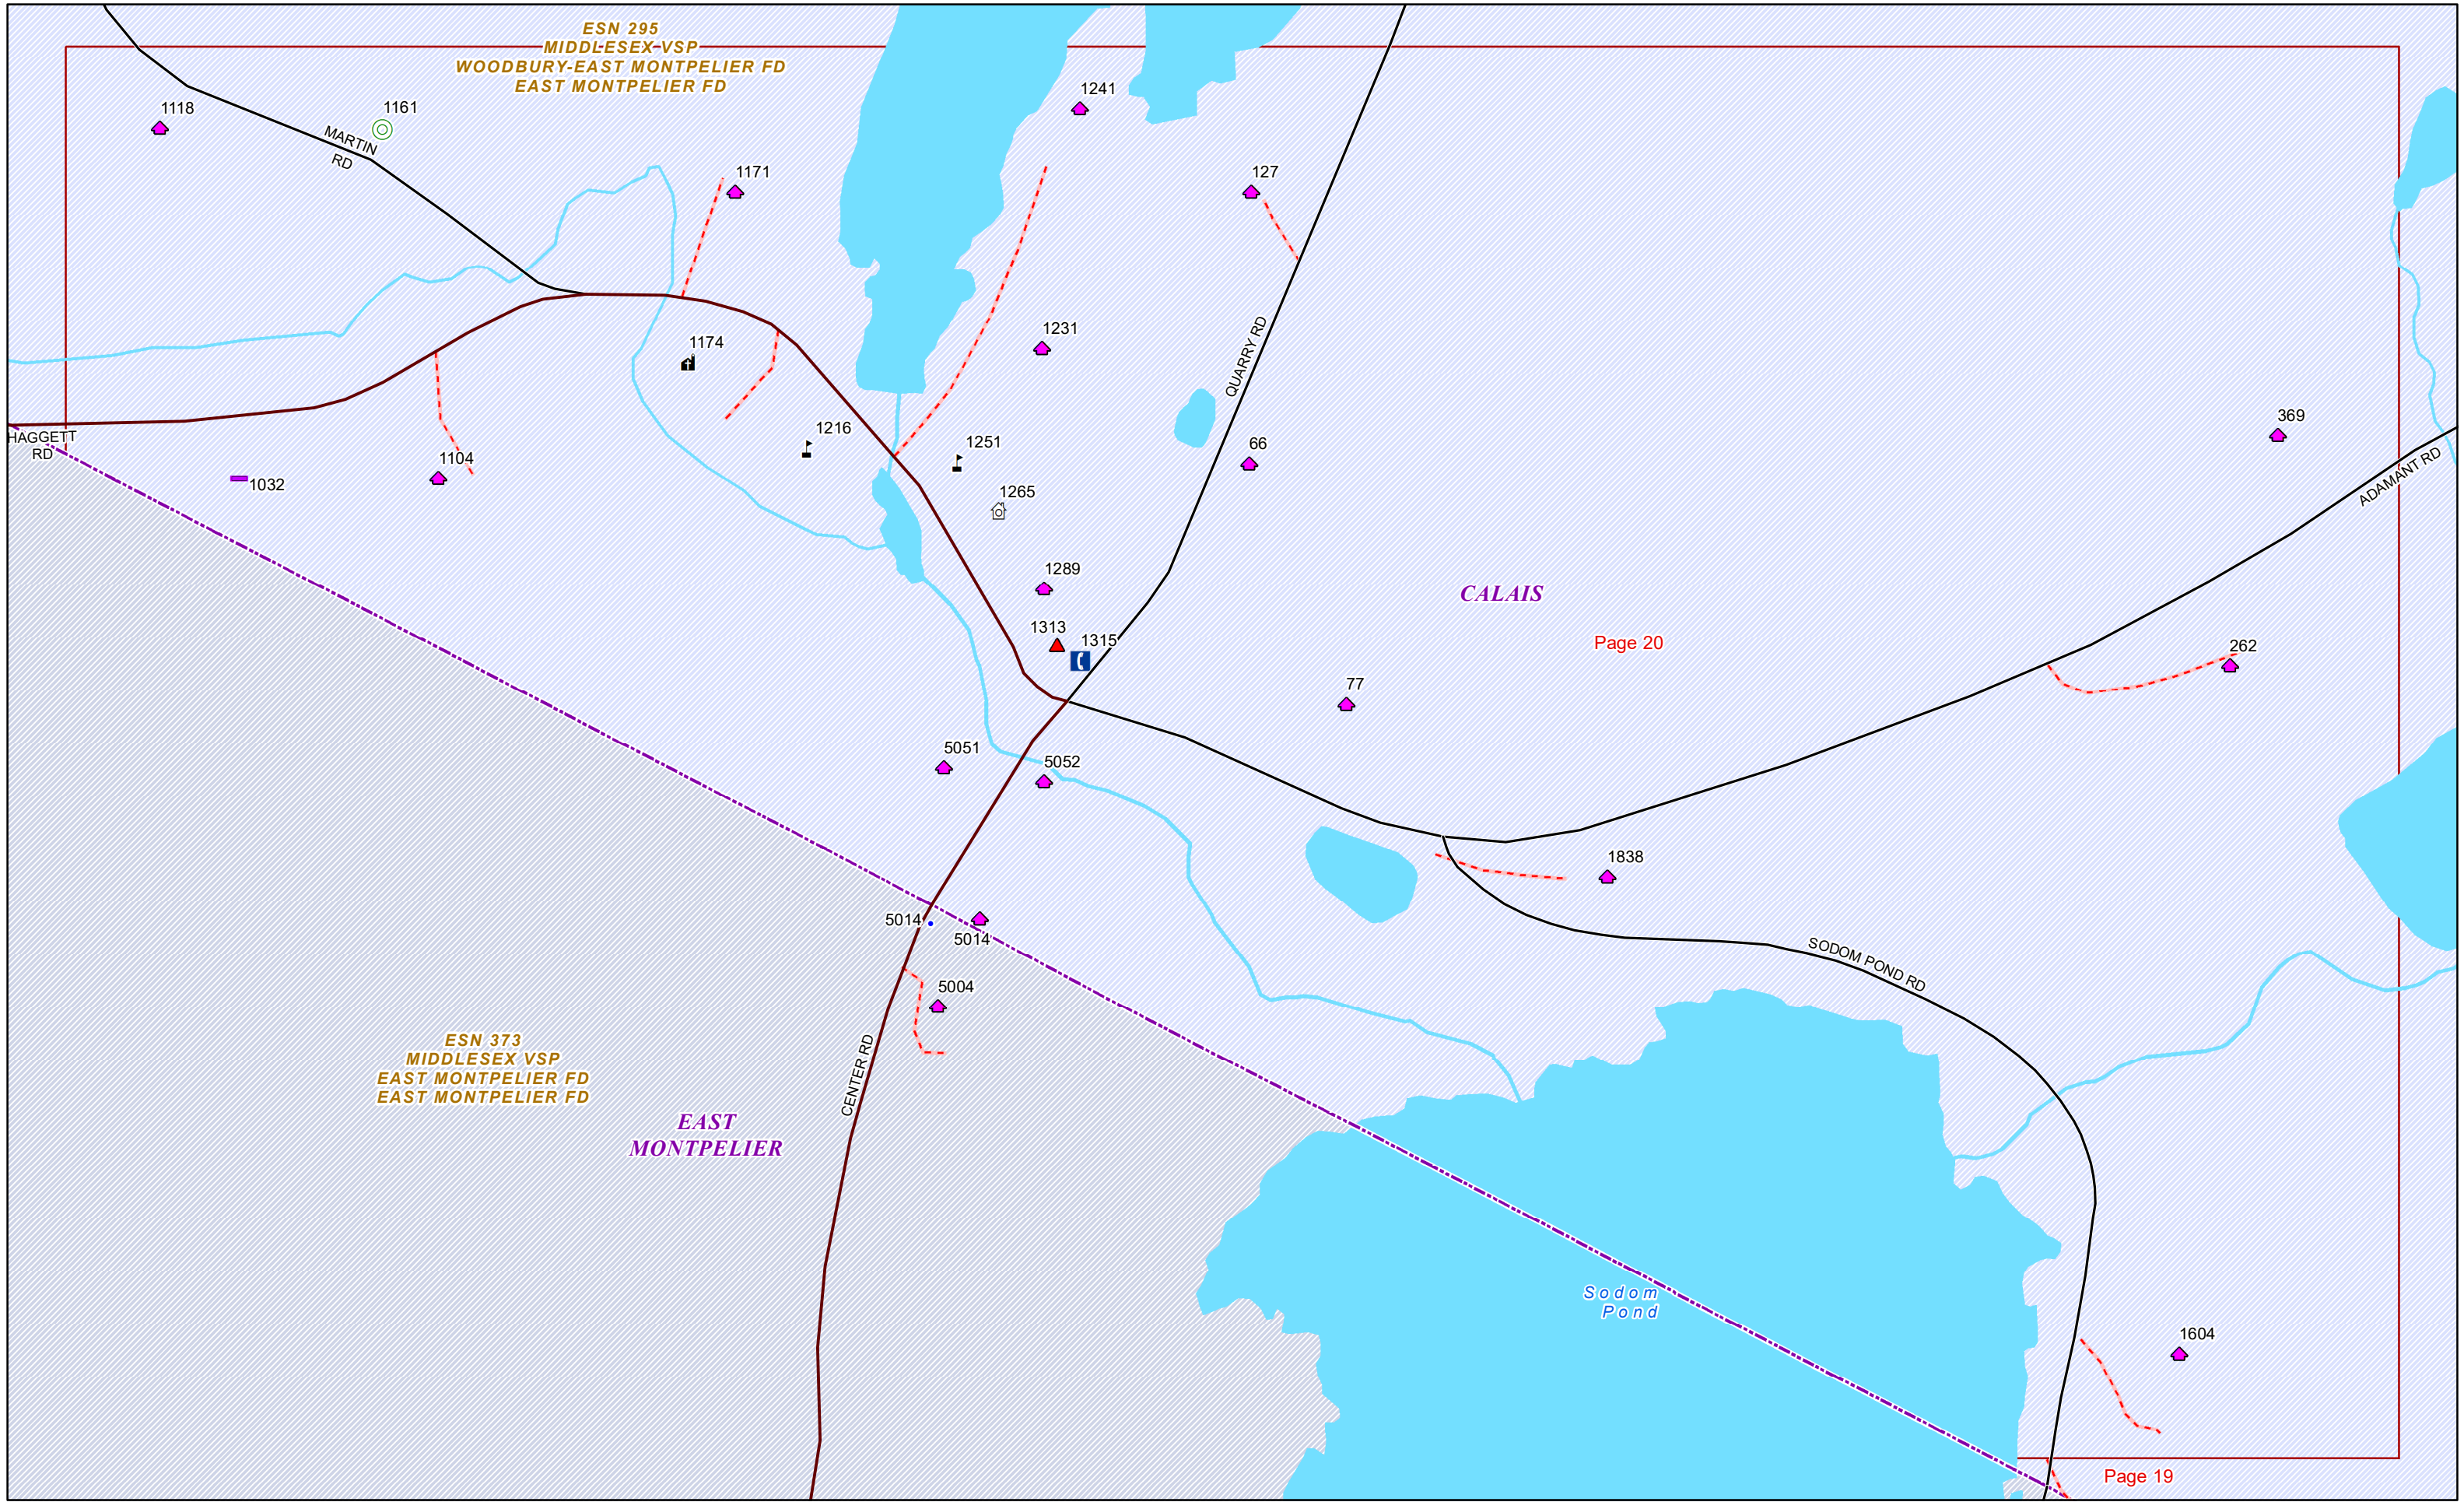 ESN 295
MIDDLESEX VSP
WOODBURY-EAST MONTPELIER FD
EAST MONTPELIER FD
1118
1161
1241
MARTIN
RD
1171
127
1231
1174
QUARRY RD
369
1216
1251
66
HAGGETT
RD
1104
1032
1265
ADAMANT RD
1289
CALAIS
1313
1315
Page 20
262
77
5051
5052
1838
5014
5014
SODOM POND RD
5004
ESN 373
MIDDLESEX VSP
EAST MONTPELIER FD
EAST MONTPELIER FD
CENTER RD
EAST
MONTPELIER
Sodom
Pond
1604
Page 19